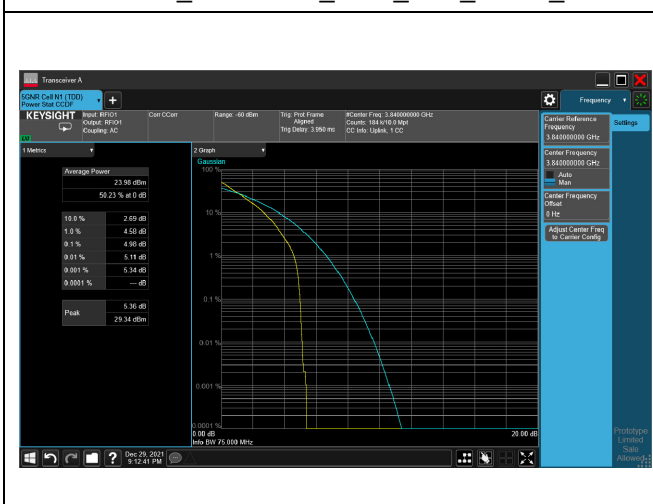 Transceiver A
5GNR Cell N1 (TDD)
Power Stat CCDF
Frequency
KEYSIGHT
Input: RFIO1
Output: RFIO1
Coupling: AC
Corr CCorr
Range: -60 dBm
Trig: Prot Frame
Aligned
Trig Delay: 3.950 ms
#Center Freq: 3.840000000 GHz
Counts: 184 k/10.0 Mpt
CC Info: Uplink, 1 CC
Carrier Reference
Frequency
3.840000000 GHz
Settings
Center Frequency
3.840000000 GHz
Auto
Man
Center Frequency
Offset
0 Hz
Adjust Center Freq
to Carrier Config
1 Metrics
Average Power
23.98 dBm
50.23 % at 0 dB
10.0 % 2.69 dB
1.0 % 4.58 dB
0.1 % 4.98 dB
0.01 % 5.11 dB
0.001 % 5.34 dB
0.0001 % --- dB
Peak
5.36 dB
29.34 dBm
2 Graph
Gaussian
100 %
10 %
1 %
0.1 %
0.01 %
0.001 %
0.0001 %
0.00 dB
20.00 dB
Info BW 75.000 MHz
Prototype
Limited
Sale
Allowed
Dec 29, 2021
9:12:41 PM